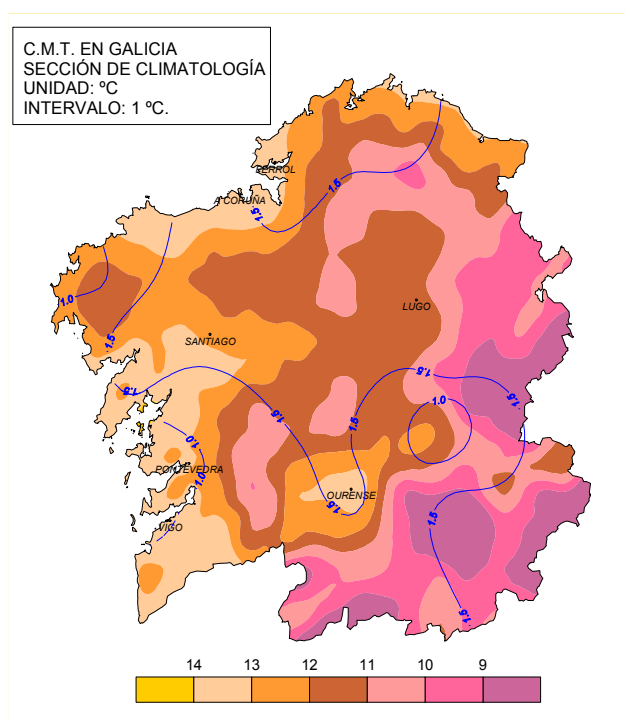 C.M.T. EN GALICIA
SECCIÓN DE CLIMATOLOGÍA
UNIDAD: ºC
INTERVALO: 1 ºC.
FERROL
A CORUÑA
1.5
1.5
1.0
LUGO
SANTIAGO
1.5
1.5
1.5
1.5
1.5
1.0
1.5
1.0
PONTEVEDRA
1.0
OURENSE
1.5
1.5
VIGO
1.5
14 13 12 11 10 9